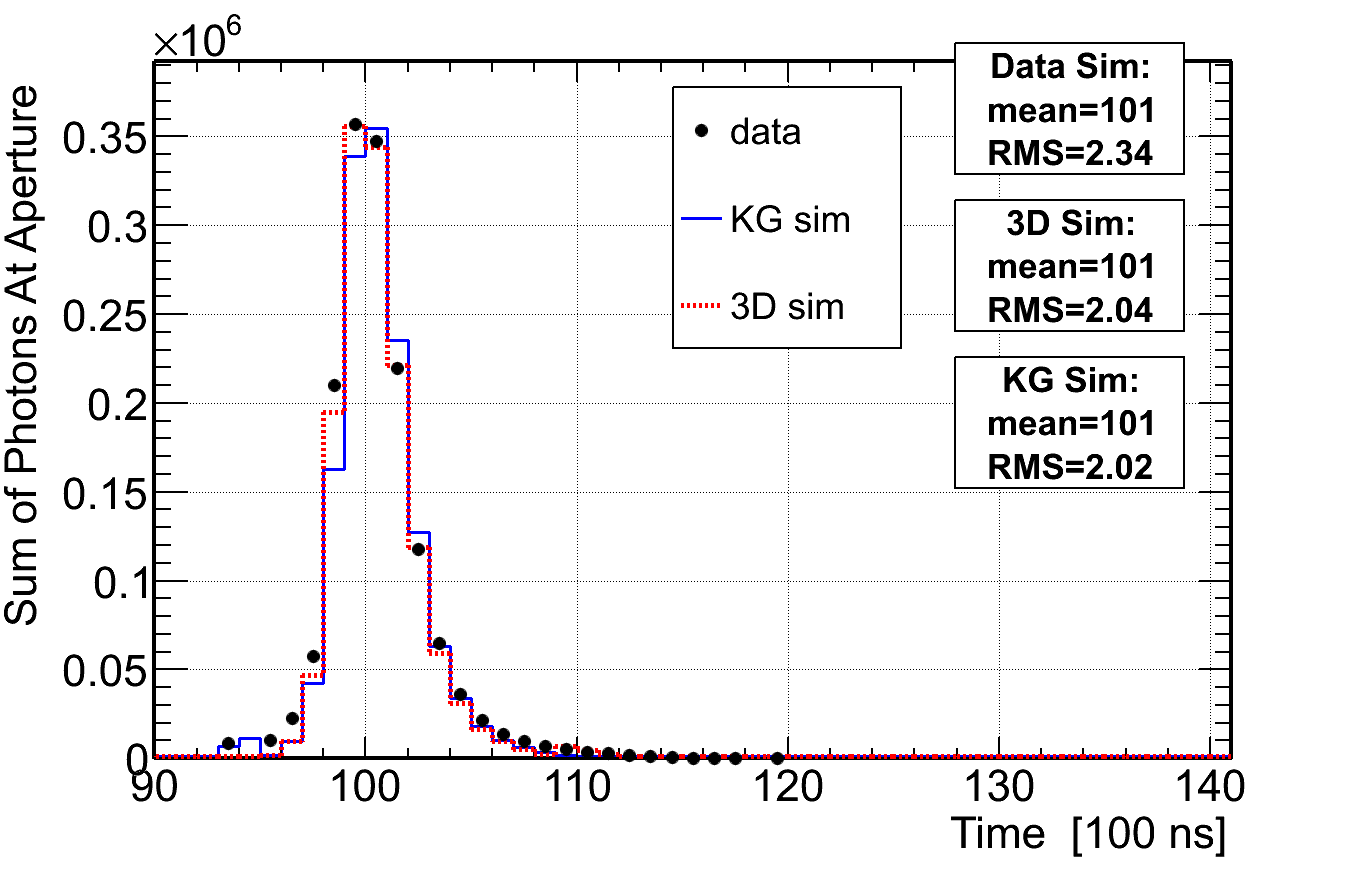 ×10⁶
Sum of Photons At Aperture
0.35
0.3
0.25
0.2
0.15
0.1
0.05
0
90 100 110 120 130 140
Time [100 ns]
data
KG sim
3D sim
Data Sim:
mean=101
RMS=2.34
3D Sim:
mean=101
RMS=2.04
KG Sim:
mean=101
RMS=2.02